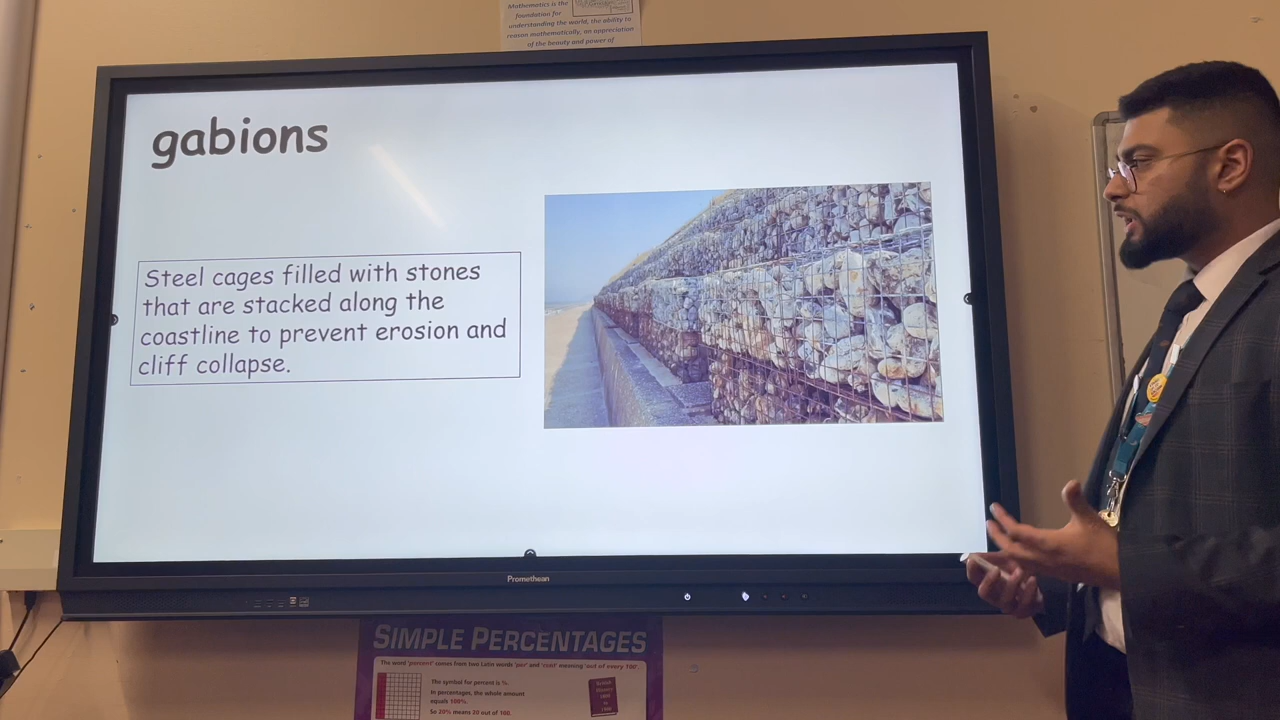 Mathematics is the
foundation for
understanding the world, the ability to
reason mathematically, an appreciation
of the beauty and power of
gabions
Steel cages filled with stones
that are stacked along the
coastline to prevent erosion and
cliff collapse.
Promethean
SIMPLE PERCENTAGES
The word 'percent' comes from two Latin words 'per' and 'cent' meaning 'out of every 100'
The symbol for percent is %.
In percentages, the whole amount
equals 100%.
So 20% means 20 out of 100.